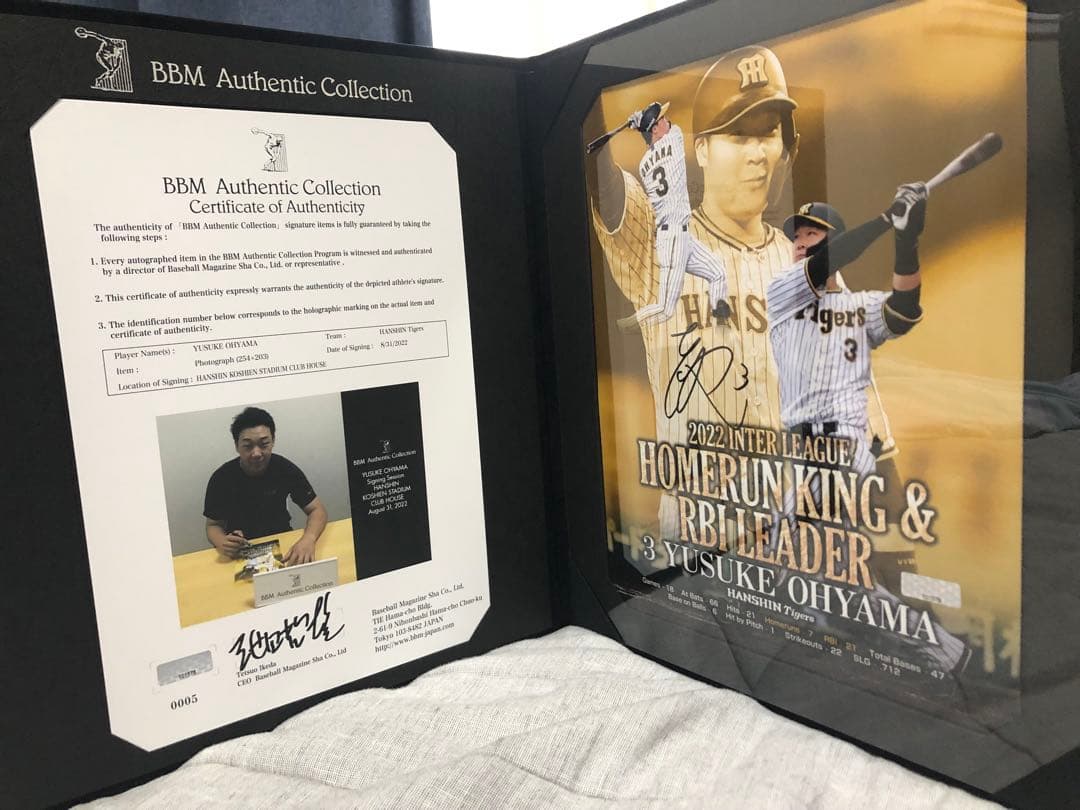 BBM Authentic Collection
BBM Authentic Collection
Certificate of Authenticity
The authenticity of 「BBM Authentic Collection」 signature items is fully guaranteed by taking the
following steps :
1. Every autographed item in the BBM Authentic Collection Program is witnessed and authenticated
by a director of Baseball Magazine Sha Co., Ltd. or representative .
2. This certificate of authenticity expressly warrants the authenticity of the depicted athlete's signature.
3. The identification number below corresponds to the holographic marking on the actual item and
certificate of authenticity.
Player Name(s) : YUSUKE OHYAMA Team : HANSHIN Tigers
Item : Photograph (254×203) Date of Signing : 8/31/2022
Location of Signing : HANSHIN KOSHIEN STADIUM CLUB HOUSE
BBM Authentic Collection
YUSUKE OHYAMA
Signing Session
HANSHIN
KOSHIEN STADIUM
CLUB HOUSE
August 31, 2022
BBM Authentic Collection
Tetsuo Ikeda
CEO Baseball Magazine Sha Co., Ltd
Baseball Magazine Sha Co., Ltd.
TIE Hama-cho Bldg.
2-61-9 Nihonbashi Hama-cho Chuo-ku
Tokyo 103-8482 JAPAN
http://www.bbm-japan.com
0005
OHYAMA
3
HANS
Tigers
3
3
2022 INTER LEAGUE
HOMERUN KING &
RBI LEADER
3 YUSUKE OHYAMA
HANSHIN Tigers
Games 18 At Bats 66 Hits 21 Homeruns 7 RBI 21 Total Bases 47
Base on Balls 6 Hit by Pitch 1 Strikeouts 22 SLG .712